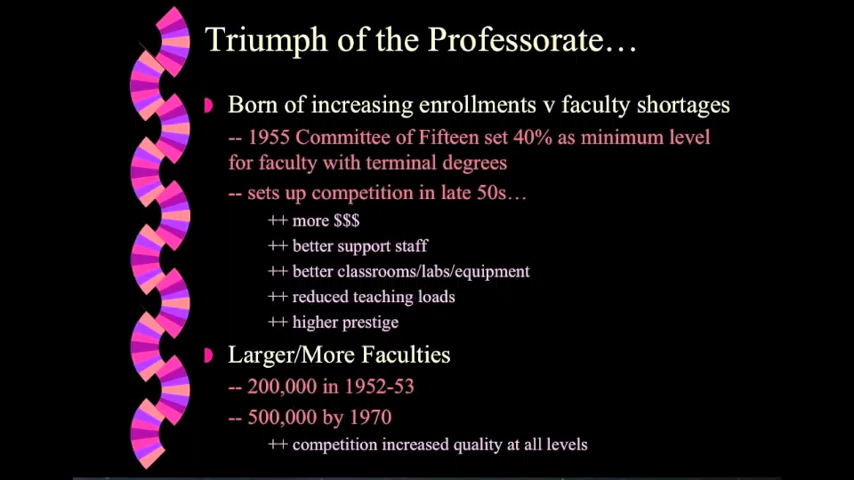 Triumph of the Professorate…
Born of increasing enrollments v faculty shortages
-- 1955 Committee of Fifteen set 40% as minimum level
for faculty with terminal degrees
-- sets up competition in late 50s…
++ more $$$
++ better support staff
++ better classrooms/labs/equipment
++ reduced teaching loads
++ higher prestige
Larger/More Faculties
-- 200,000 in 1952-53
-- 500,000 by 1970
++ competition increased quality at all levels